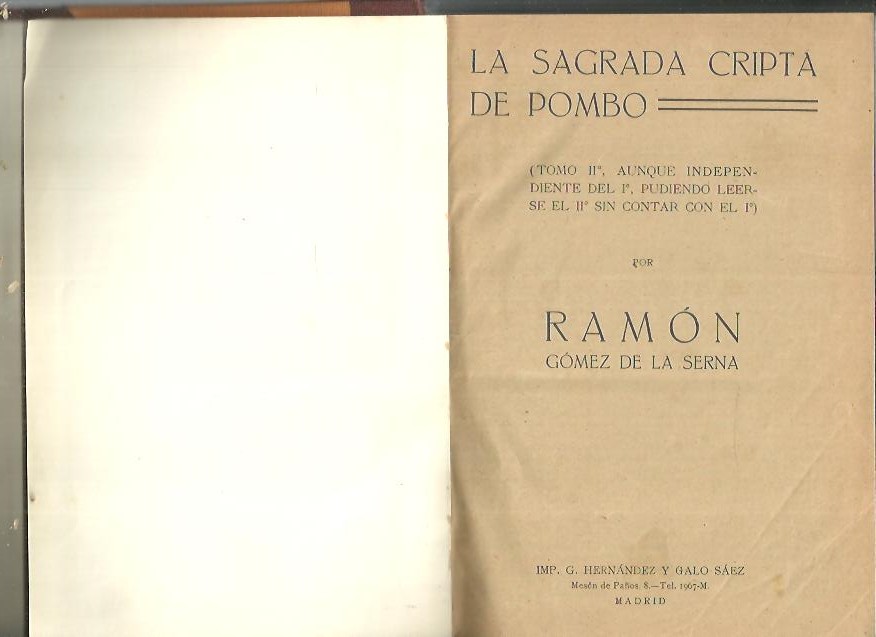 LA SAGRADA CRIPTA
DE POMBO
(TOMO II°, AUNQUE INDEPEN-
DIENTE DEL I°, PUDIENDO LEER-
SE EL II° SIN CONTAR CON EL I°)
POR
RAMÓN
GÓMEZ DE LA SERNA
IMP. G. HERNÁNDEZ Y GALO SÁEZ
Mesón de Paños, 8.—Tel. 1967-M.
MADRID